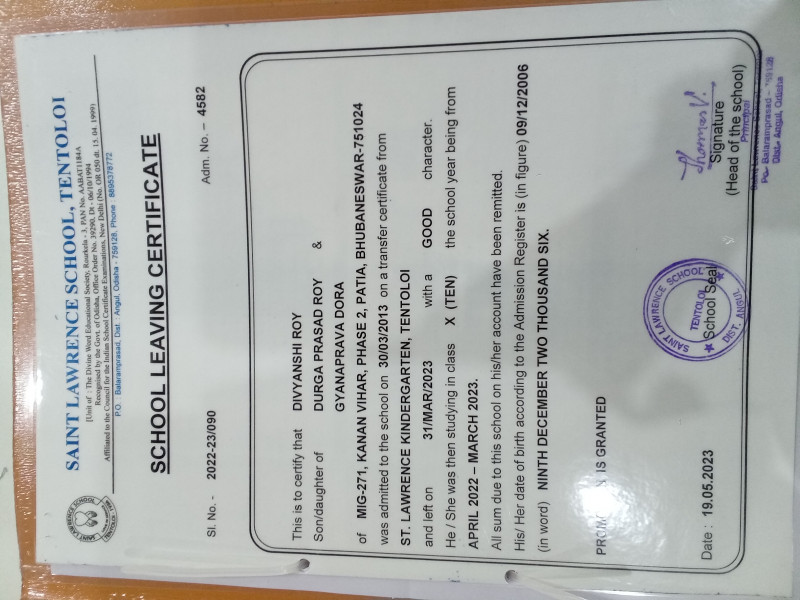 SAINT LAWRENCE SCHOOL, TENTOLOI
[Unit of : The Divine Word Educational Society, Rourkela - 3, PAN No. AABAT1184A
Recognised by the Govt. of Odisha, Office Order No. 39290, Dt - 06/10/1994
Affiliated to the Council for the Indian School Certificate Examinations, New Delhi (No. OR 050 dt. 15. 04. 1999)
P.O. Balaramprasad, Dist. : Angul, Odisha - 759128, Phone : 8895378772
SCHOOL LEAVING CERTIFICATE
Sl. No. - 2022-23/090 Adm. No. – 4582
This is to certify that DIVYANSHI ROY
Son/daughter of DURGA PRASAD ROY &
GYANAPRAVA DORA
of MIG-271, KANAN VIHAR, PHASE 2, PATIA, BHUBANESWAR-751024
was admitted to the school on 30/03/2013 on a transfer certificate from
ST. LAWRENCE KINDERGARTEN, TENTOLOI
and left on 31/MAR/2023 with a GOOD character.
He / She was then studying in class X (TEN) the school year being from
APRIL 2022 – MARCH 2023.
All sum due to this school on his/her account have been remitted.
His/ Her date of birth according to the Admission Register is (in figure) 09/12/2006
(in word) NINTH DECEMBER TWO THOUSAND SIX.
IS GRANTED
Date : 19.05.2023
SAINT LAWRENCE SCHOOL
TENTOLOI
DIST. ANGUL
School Seal
Signature
(Head of the school)
Principal
Po- Balaramprasad - 759128
Dist- Angul, Odisha